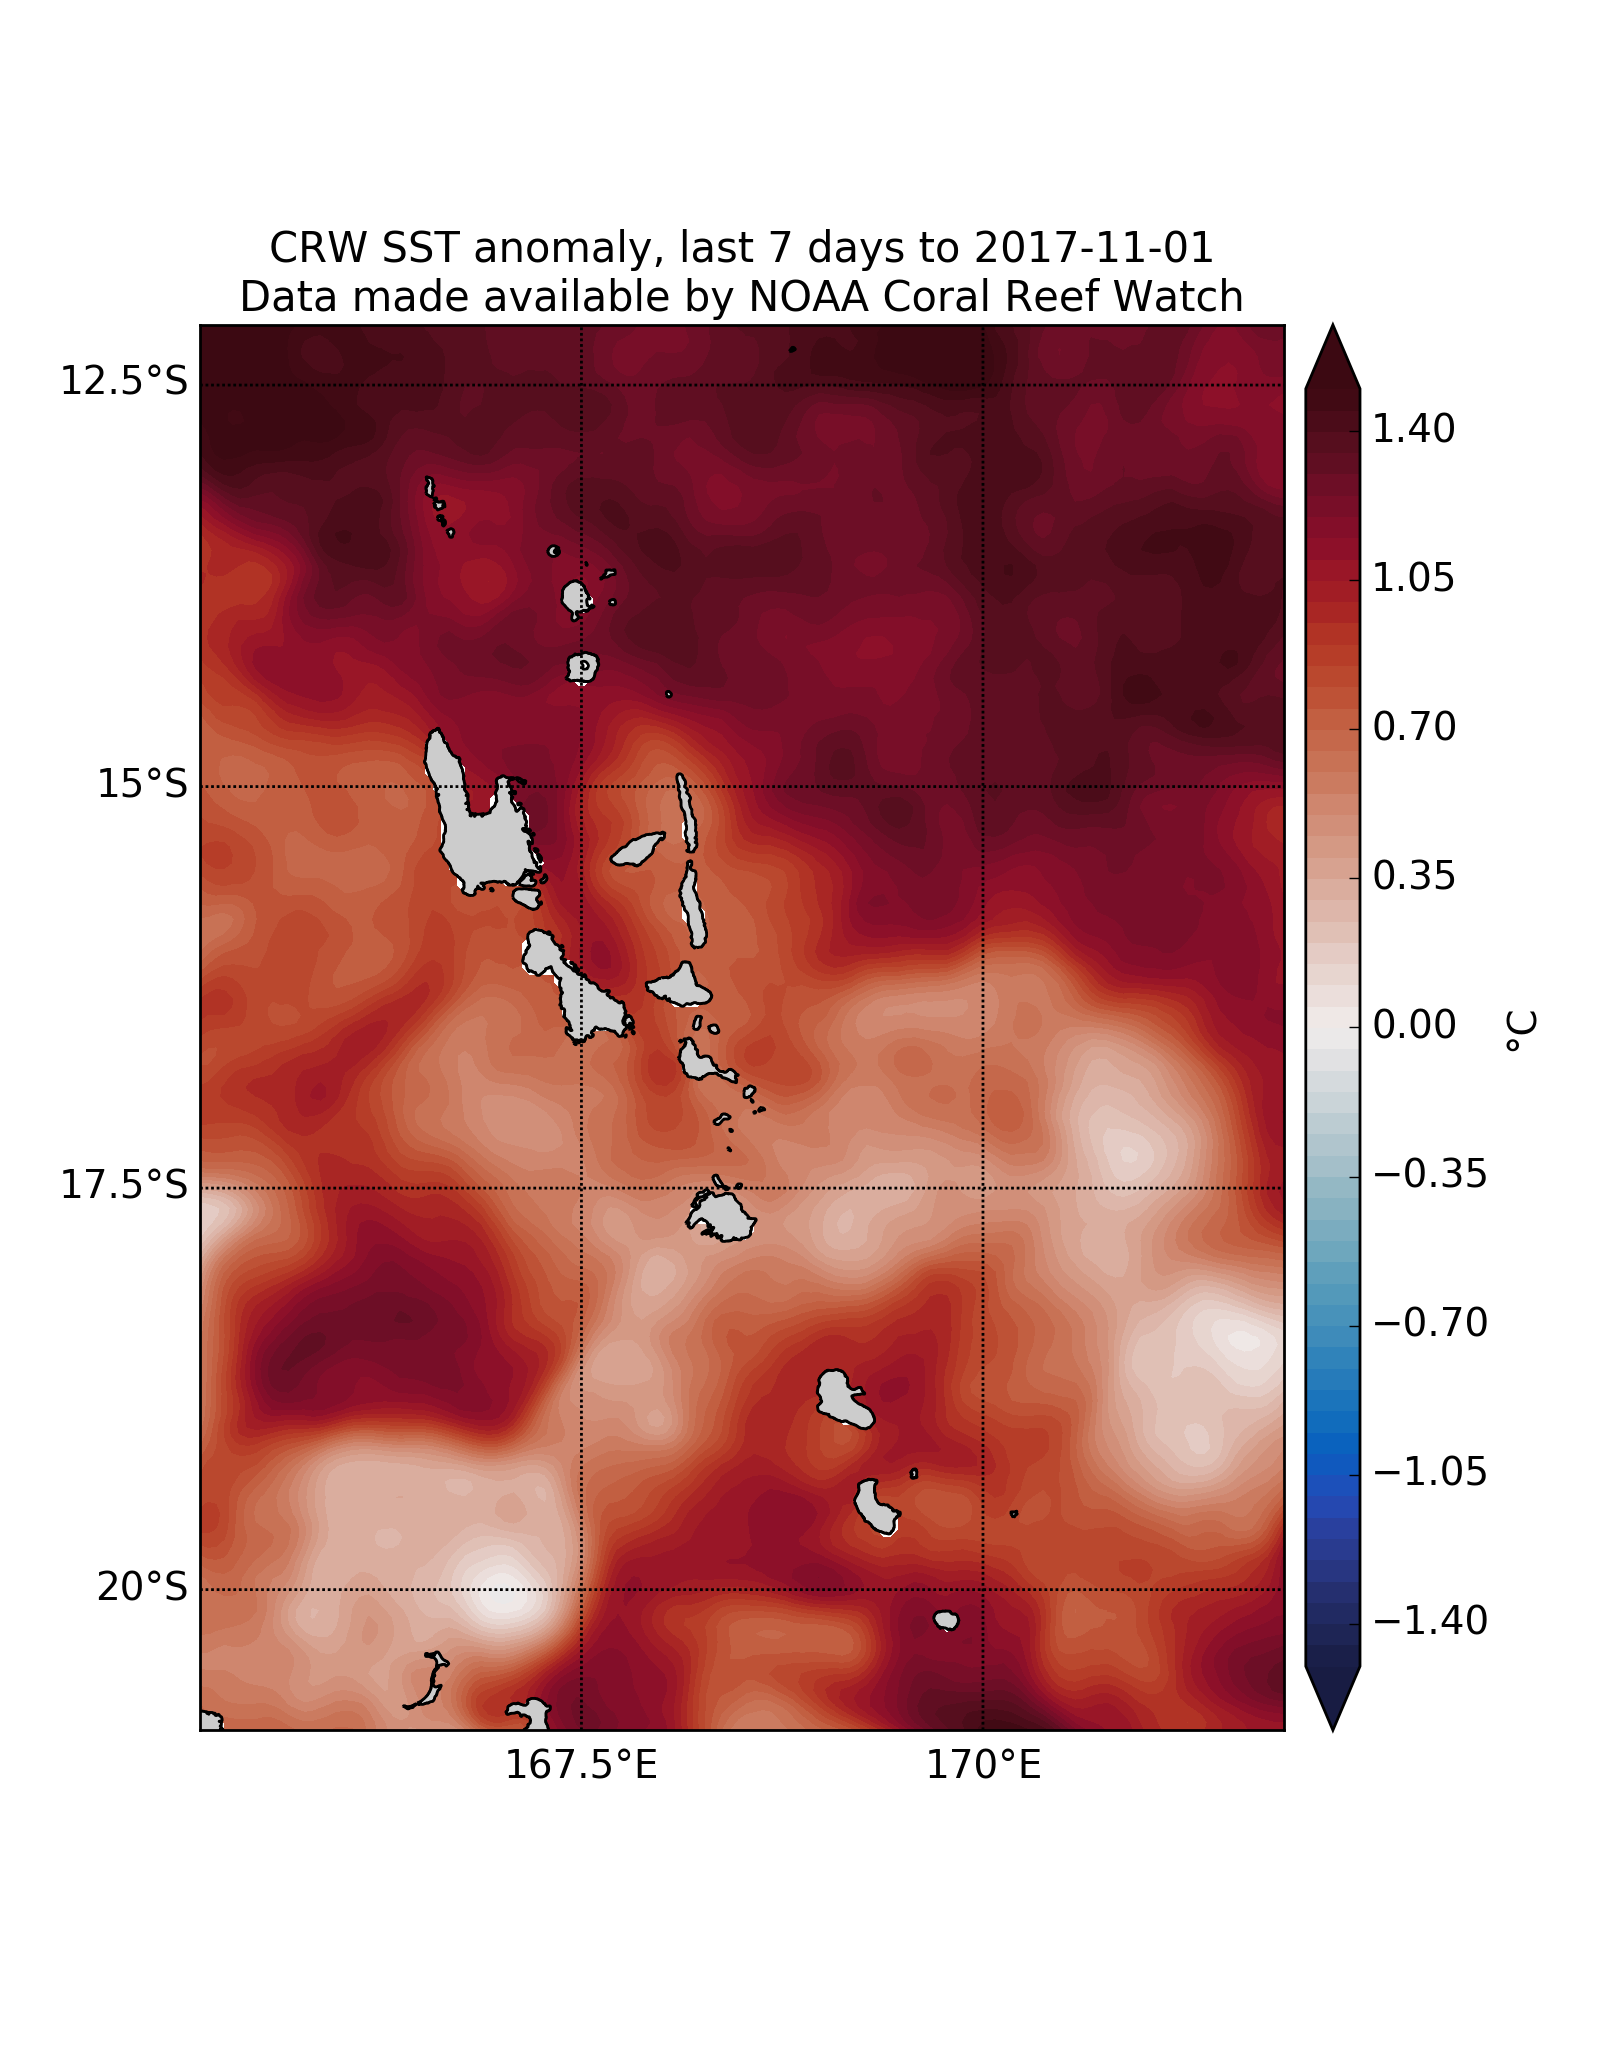 CRW SST anomaly, last 7 days to 2017-11-01
Data made available by NOAA Coral Reef Watch
12.5°S
15°S
17.5°S
20°S
167.5°E
170°E
1.40
1.05
0.70
0.35
0.00
−0.35
−0.70
−1.05
−1.40
°C